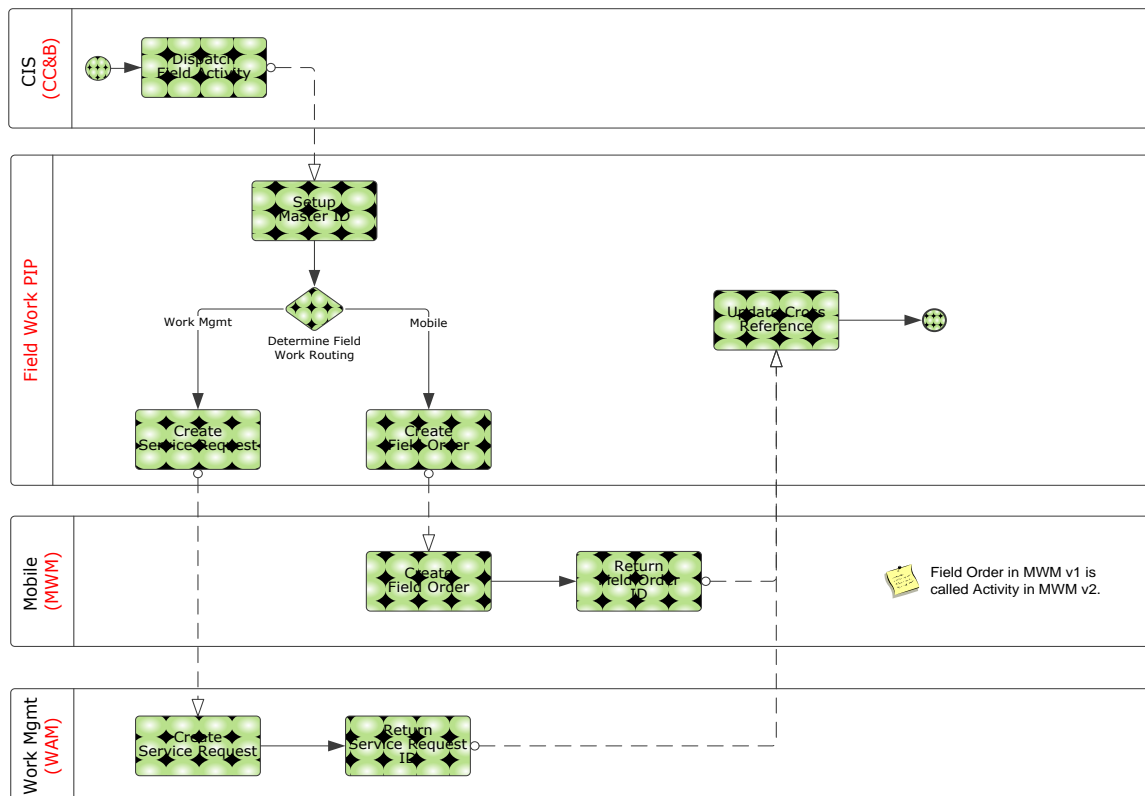 CIS
(CC&B)
Dispatch
Field Activity
Field Work PIP
Setup
Master ID
Work Mgmt
Mobile
Determine Field
Work Routing
Update Cross
Reference
Create
Service Request
Create
Field Order
Mobile
(MWM)
Create
Field Order
Return
Field Order
ID
Field Order in MWM v1 is
called Activity in MWM v2.
Work Mgmt
(WAM)
Create
Service Request
Return
Service Request
ID